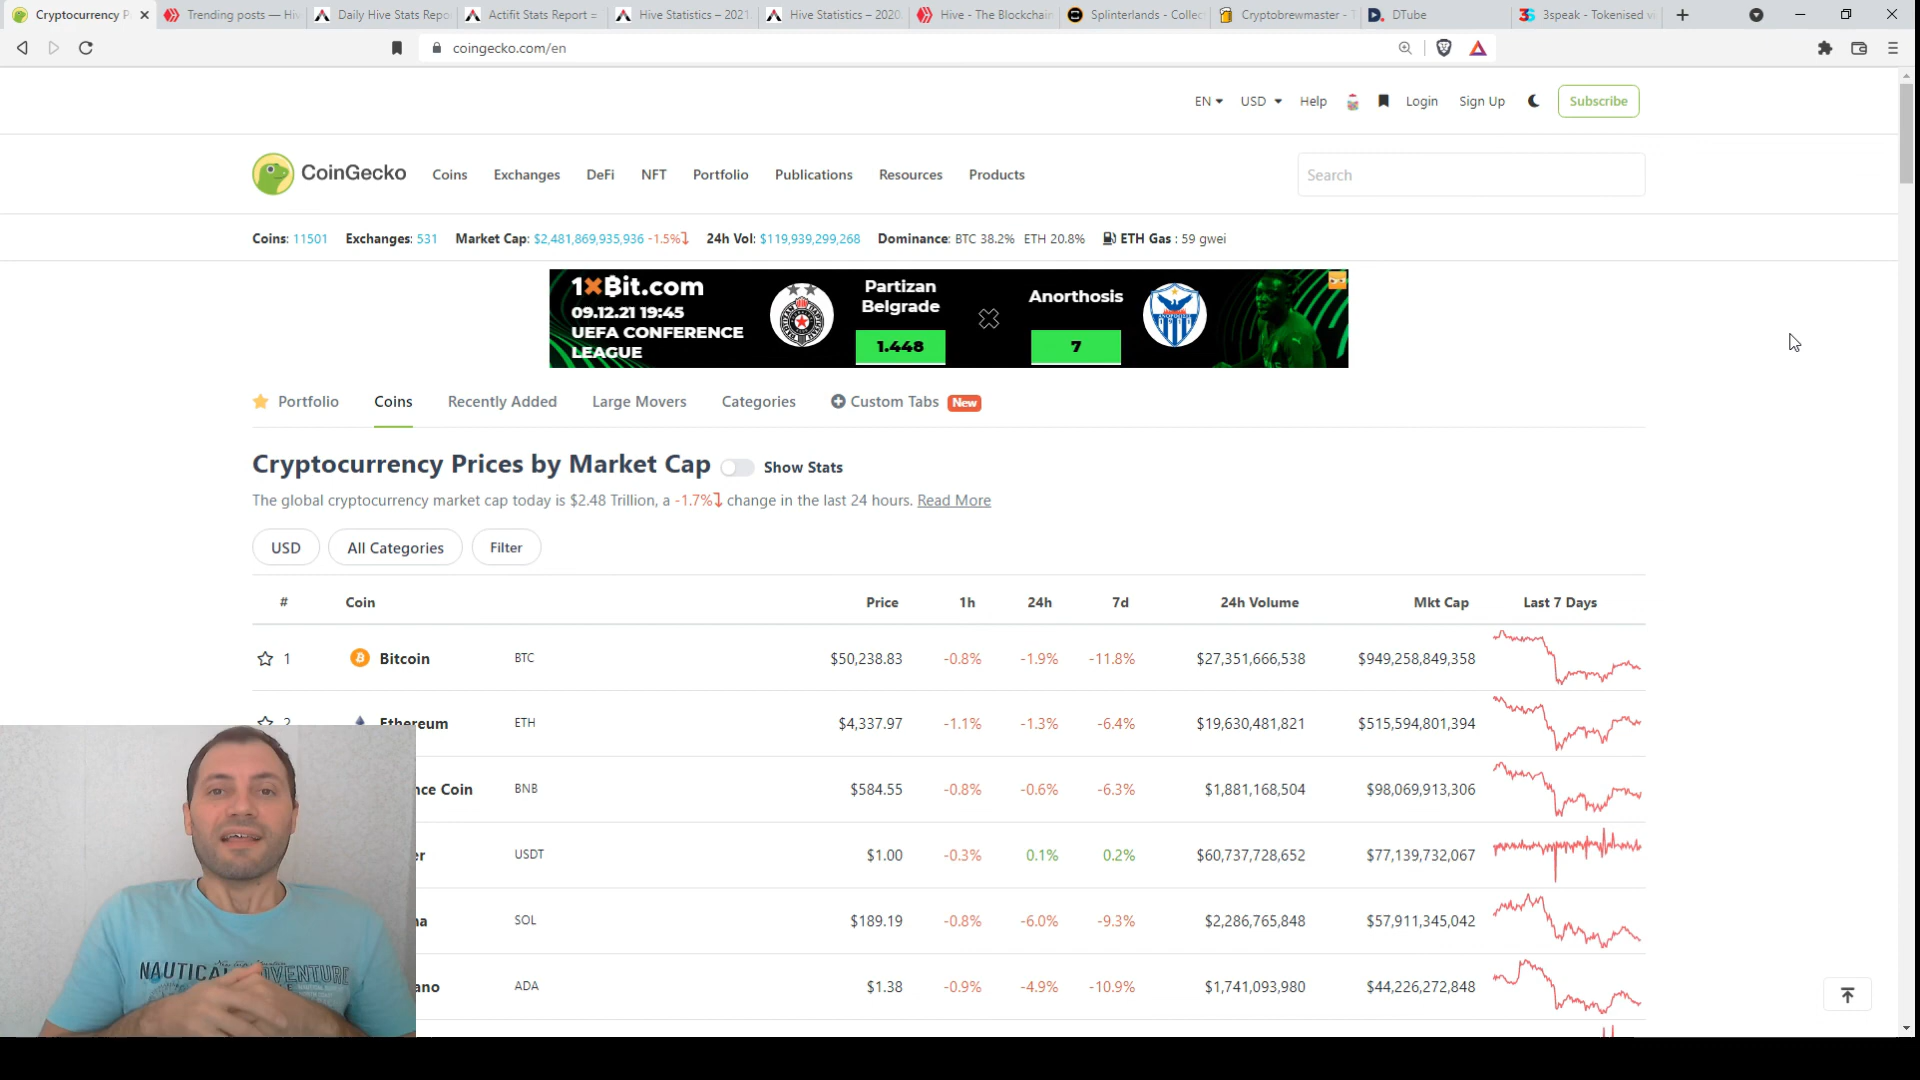 Cryptocurrency P
Trending posts — Hiv
Daily Hive Stats Repo
Actifit Stats Report =
Hive Statistics – 2021
Hive Statistics – 2020
Hive - The Blockchain
Splinterlands - Collec
Cryptobrewmaster - T
DTube
3speak - Tokenised v
coingecko.com/en
EN
USD
Help
Login
Sign Up
Subscribe
CoinGecko
Coins
Exchanges
DeFi
NFT
Portfolio
Publications
Resources
Products
Search
Coins: 11501 Exchanges: 531 Market Cap: $2,481,869,935,936 -1.5% 24h Vol: $119,939,299,268 Dominance: BTC 38.2% ETH 20.8% ETH Gas : 59 gwei
1xBit.com
09.12.21 19:45
UEFA CONFERENCE
LEAGUE
Partizan
Belgrade
1.448
Anorthosis
7
Portfolio
Coins
Recently Added
Large Movers
Categories
Custom Tabs New
Cryptocurrency Prices by Market Cap Show Stats
The global cryptocurrency market cap today is $2.48 Trillion, a -1.7% change in the last 24 hours. Read More
USD
All Categories
Filter
# Coin Price 1h 24h 7d 24h Volume Mkt Cap Last 7 Days
1 Bitcoin BTC $50,238.83 -0.8% -1.9% -11.8% $27,351,666,538 $949,258,849,358
2 Ethereum ETH $4,337.97 -1.1% -1.3% -6.4% $19,630,481,821 $515,594,801,394
nce Coin BNB $584.55 -0.8% -0.6% -6.3% $1,881,168,504 $98,069,913,306
er USDT $1.00 -0.3% 0.1% 0.2% $60,737,728,652 $77,139,732,067
na SOL $189.19 -0.8% -6.0% -9.3% $2,286,765,848 $57,911,345,042
ano ADA $1.38 -0.9% -4.9% -10.9% $1,741,093,980 $44,226,272,848
NAUTICAL ADVENTURE